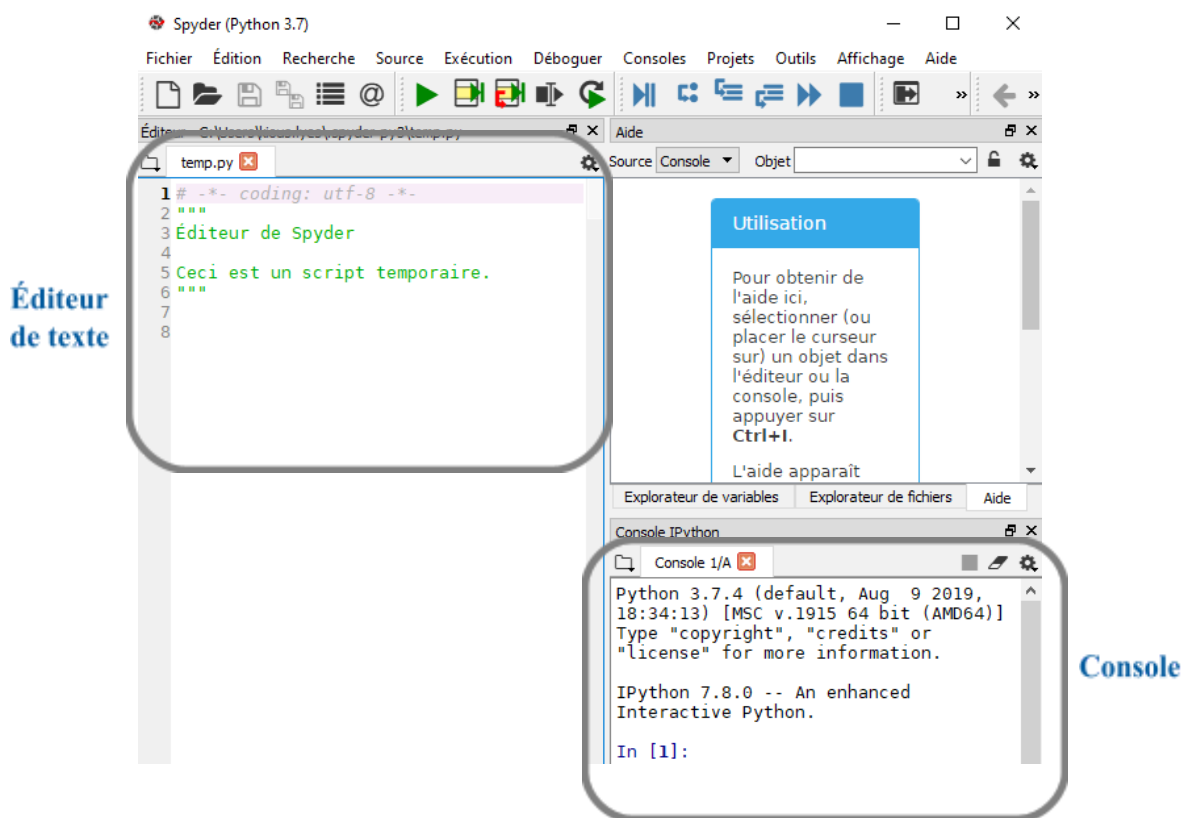 Spyder (Python 3.7)
Fichier Édition Recherche Source Exécution Déboguer Consoles Projets Outils Affichage Aide
Éditeur
temp.py
1 # -*- coding: utf-8 -*-
2 """
3 Éditeur de Spyder
4
5 Ceci est un script temporaire.
6 """
7
8
Éditeur
de texte
Aide
Source Console Objet
Utilisation
Pour obtenir de
l'aide ici,
sélectionner (ou
placer le curseur
sur) un objet dans
l'éditeur ou la
console, puis
appuyer sur
Ctrl+I.
L'aide apparaît
Explorateur de variables Explorateur de fichiers Aide
Console IPython
Console 1/A
Python 3.7.4 (default, Aug 9 2019,
18:34:13) [MSC v.1915 64 bit (AMD64)]
Type "copyright", "credits" or
"license" for more information.
IPython 7.8.0 -- An enhanced
Interactive Python.
In [1]:
Console